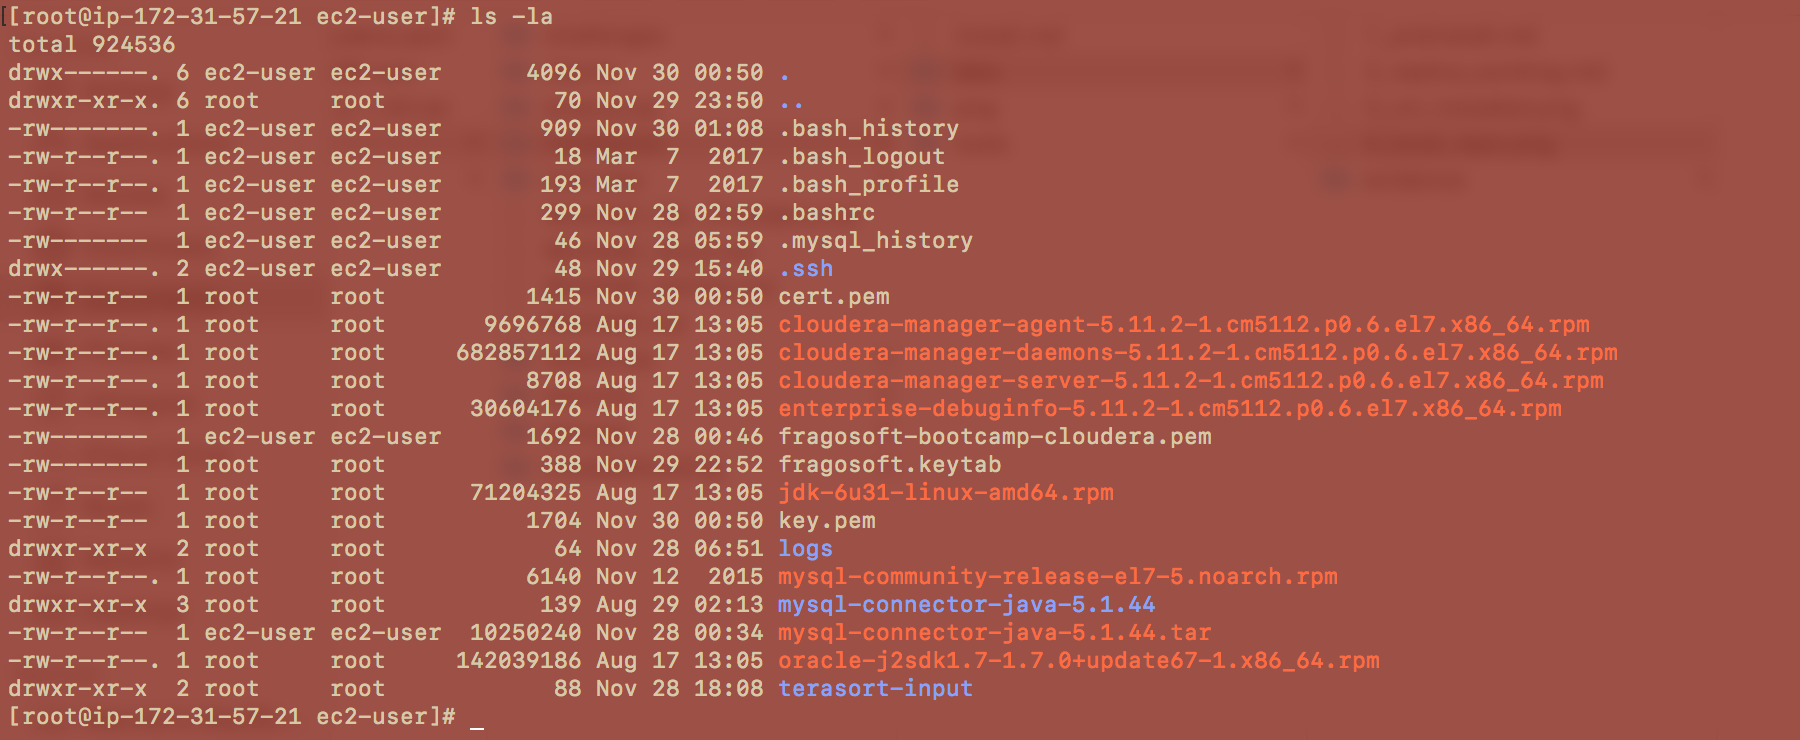 [root@ip-172-31-57-21 ec2-user]# ls -la
total 924536
drwx------. 6 ec2-user ec2-user      4096 Nov 30 00:50 .
drwxr-xr-x. 6 root     root            70 Nov 29 23:50 ..
-rw-------. 1 ec2-user ec2-user       909 Nov 30 01:08 .bash_history
-rw-r--r--. 1 ec2-user ec2-user        18 Mar  7  2017 .bash_logout
-rw-r--r--. 1 ec2-user ec2-user       193 Mar  7  2017 .bash_profile
-rw-r--r--  1 ec2-user ec2-user       299 Nov 28 02:59 .bashrc
-rw-------  1 ec2-user ec2-user        46 Nov 28 05:59 .mysql_history
drwx------. 2 ec2-user ec2-user        48 Nov 29 15:40 .ssh
-rw-r--r--  1 root     root          1415 Nov 30 00:50 cert.pem
-rw-r--r--. 1 root     root       9696768 Aug 17 13:05 cloudera-manager-agent-5.11.2-1.cm5112.p0.6.el7.x86_64.rpm
-rw-r--r--. 1 root     root     682857112 Aug 17 13:05 cloudera-manager-daemons-5.11.2-1.cm5112.p0.6.el7.x86_64.rpm
-rw-r--r--. 1 root     root          8708 Aug 17 13:05 cloudera-manager-server-5.11.2-1.cm5112.p0.6.el7.x86_64.rpm
-rw-r--r--. 1 root     root      30604176 Aug 17 13:05 enterprise-debuginfo-5.11.2-1.cm5112.p0.6.el7.x86_64.rpm
-rw-------  1 ec2-user ec2-user      1692 Nov 28 00:46 fragosoft-bootcamp-cloudera.pem
-rw-------  1 root     root           388 Nov 29 22:52 fragosoft.keytab
-rw-r--r--  1 root     root      71204325 Aug 17 13:05 jdk-6u31-linux-amd64.rpm
-rw-r--r--  1 root     root          1704 Nov 30 00:50 key.pem
drwxr-xr-x  2 root     root            64 Nov 28 06:51 logs
-rw-r--r--. 1 root     root          6140 Nov 12  2015 mysql-community-release-el7-5.noarch.rpm
drwxr-xr-x  3 root     root           139 Aug 29 02:13 mysql-connector-java-5.1.44
-rw-r--r--  1 ec2-user ec2-user  10250240 Nov 28 00:34 mysql-connector-java-5.1.44.tar
-rw-r--r--. 1 root     root     142039186 Aug 17 13:05 oracle-j2sdk1.7-1.7.0+update67-1.x86_64.rpm
drwxr-xr-x  2 root     root            88 Nov 28 18:08 terasort-input
[root@ip-172-31-57-21 ec2-user]# _